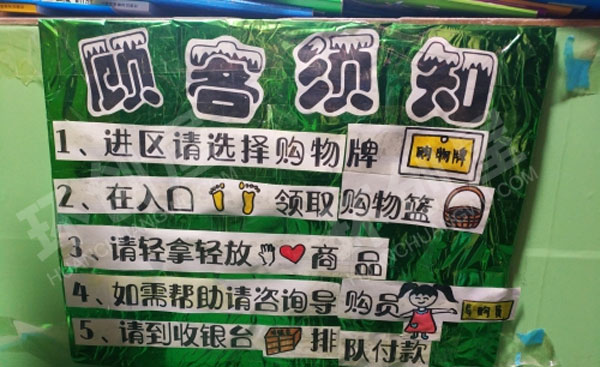 顾客须知
1、进区请选择购物牌 购物牌
2、在入口 领取购物篮
3、请轻拿轻放 商品
4、如需帮助请咨询导购员
5、请到收银台 排队付款